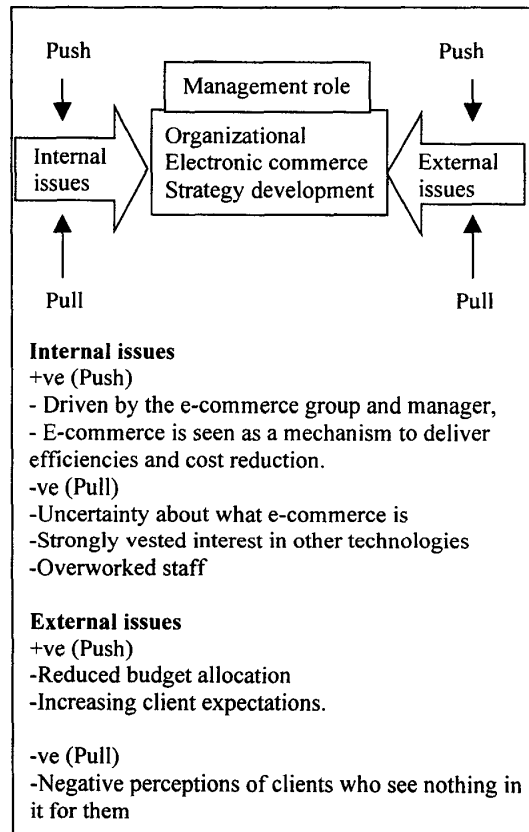 Push
Push
Management role
Internal
issues
Organizational
Electronic commerce
Strategy development
External
issues
Pull
Pull
Internal issues
+ve (Push)
- Driven by the e-commerce group and manager,
- E-commerce is seen as a mechanism to deliver
efficiencies and cost reduction.
-ve (Pull)
-Uncertainty about what e-commerce is
-Strongly vested interest in other technologies
-Overworked staff
External issues
+ve (Push)
-Reduced budget allocation
-Increasing client expectations.
-ve (Pull)
-Negative perceptions of clients who see nothing in
it for them